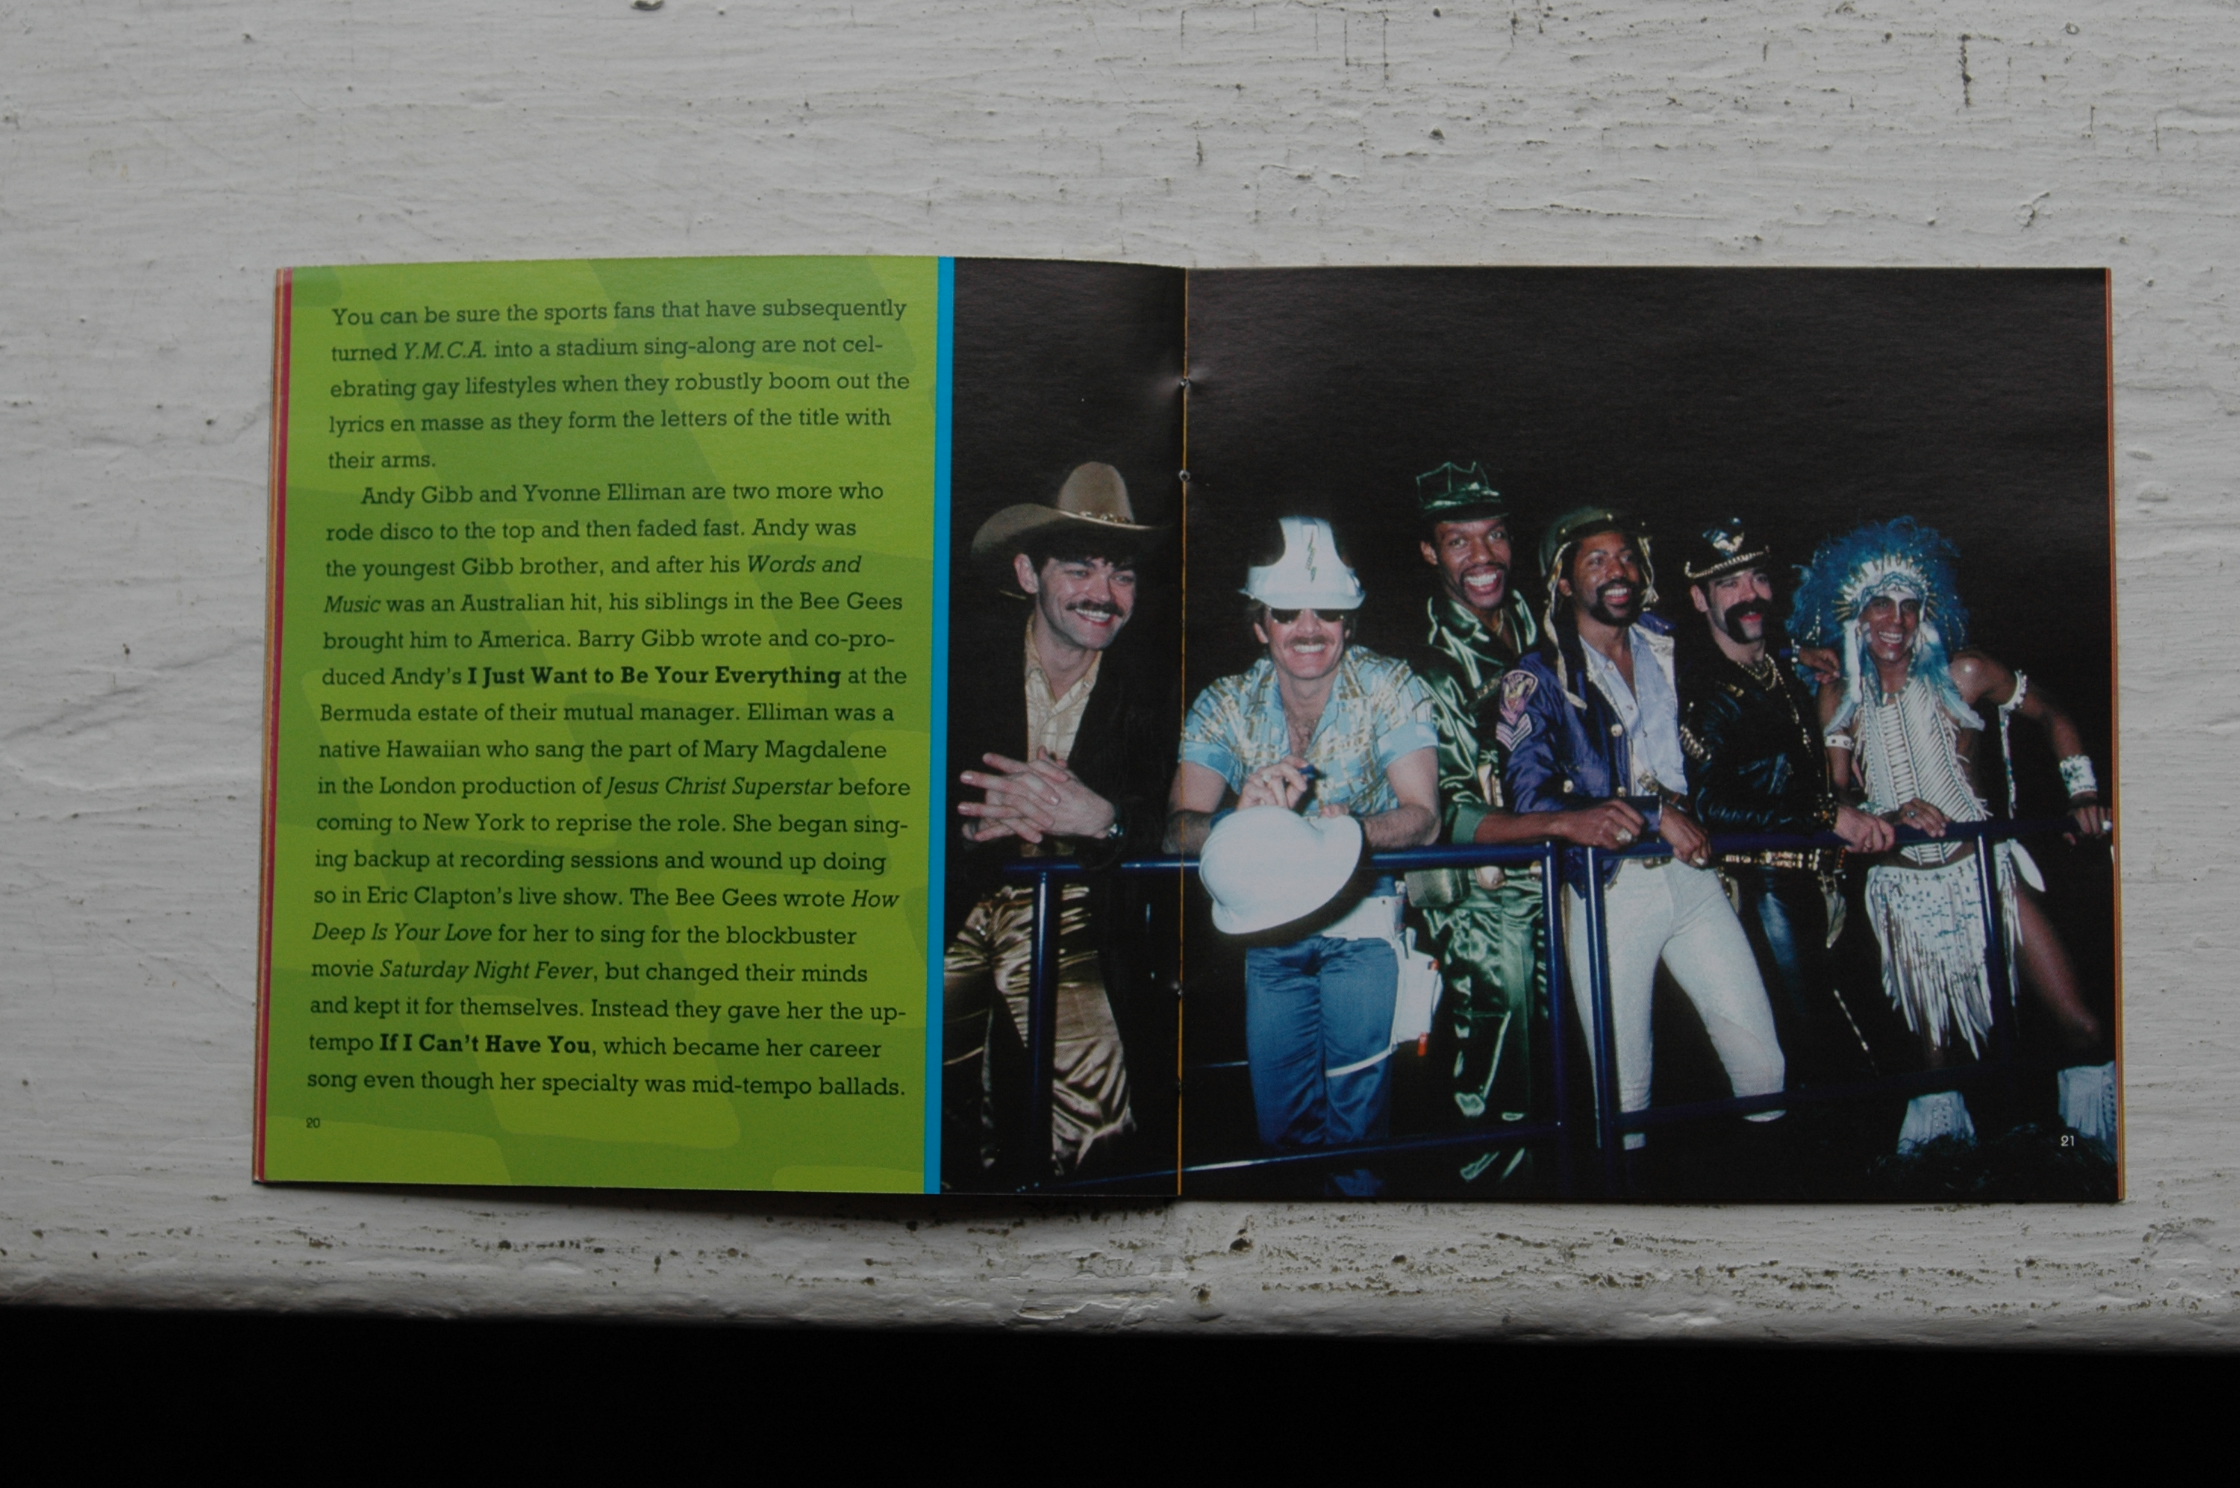 You can be sure the sports fans that have subsequently
turned Y.M.C.A. into a stadium sing-along are not cel-
ebrating gay lifestyles when they robustly boom out the
lyrics en masse as they form the letters of the title with
their arms.
Andy Gibb and Yvonne Elliman are two more who
rode disco to the top and then faded fast. Andy was
the youngest Gibb brother, and after his Words and
Music was an Australian hit, his siblings in the Bee Gees
brought him to America. Barry Gibb wrote and co-pro-
duced Andy's I Just Want to Be Your Everything at the
Bermuda estate of their mutual manager. Elliman was a
native Hawaiian who sang the part of Mary Magdalene
in the London production of Jesus Christ Superstar before
coming to New York to reprise the role. She began sing-
ing backup at recording sessions and wound up doing
so in Eric Clapton's live show. The Bee Gees wrote How
Deep Is Your Love for her to sing for the blockbuster
movie Saturday Night Fever, but changed their minds
and kept it for themselves. Instead they gave her the up-
tempo If I Can't Have You, which became her career
song even though her specialty was mid-tempo ballads.
20
21